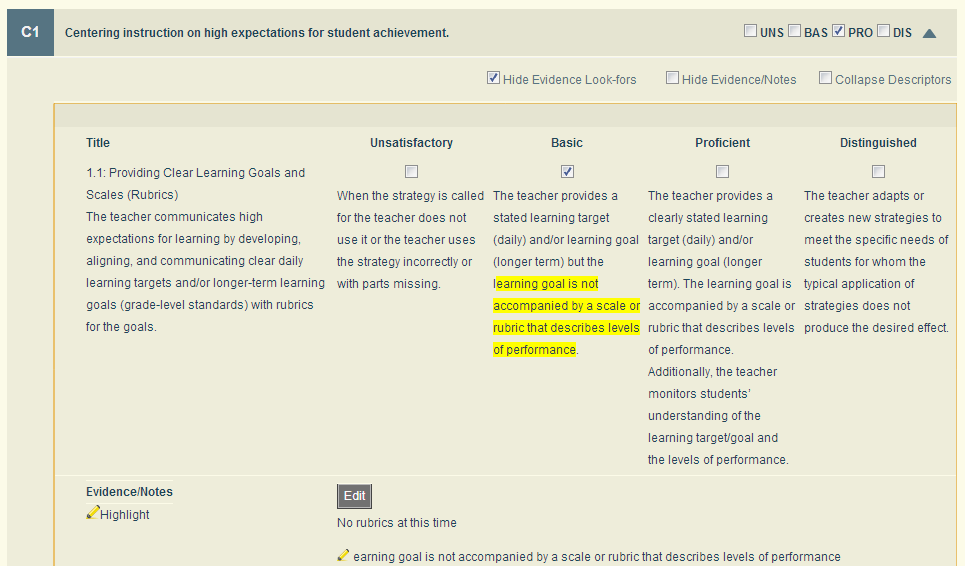 C1 Centering instruction on high expectations for student achievement. UNS BAS PRO DIS
Hide Evidence Look-fors Hide Evidence/Notes Collapse Descriptors
Title Unsatisfactory Basic Proficient Distinguished
1.1: Providing Clear Learning Goals and
Scales (Rubrics)
The teacher communicates high
expectations for learning by developing,
aligning, and communicating clear daily
learning targets and/or longer-term learning
goals (grade-level standards) with rubrics
for the goals.
When the strategy is called
for the teacher does not
use it or the teacher uses
the strategy incorrectly or
with parts missing.
The teacher provides a
stated learning target
(daily) and/or learning goal
(longer term) but the
learning goal is not
accompanied by a scale or
rubric that describes levels
of performance.
The teacher provides a
clearly stated learning
target (daily) and/or
learning goal (longer
term). The learning goal is
accompanied by a scale or
rubric that describes levels
of performance.
Additionally, the teacher
monitors students’
understanding of the
learning target/goal and
the levels of performance.
The teacher adapts or
creates new strategies to
meet the specific needs of
students for whom the
typical application of
strategies does not
produce the desired effect.
Evidence/Notes
Highlight
Edit
No rubrics at this time
earning goal is not accompanied by a scale or rubric that describes levels of performance